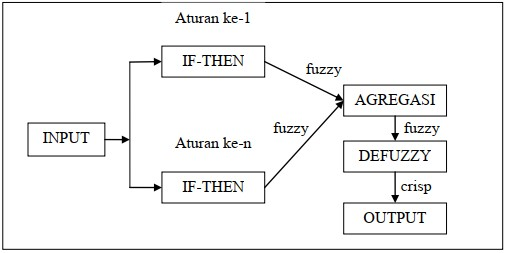 Aturan ke-1
IF-THEN
fuzzy
AGREGASI
fuzzy
INPUT
Aturan ke-n
fuzzy
DEFUZZY
IF-THEN
crisp
OUTPUT